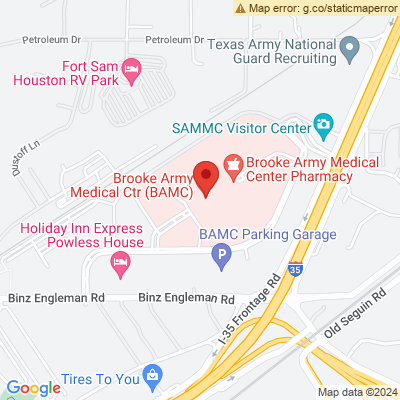 Map error: g.co/staticmaperror
Petroleum Dr
Petroleum Dr
Texas Army National
Guard Recruiting
Fort Sam
Houston RV Park
Dustoff Ln
SAMMC Visitor Center
Brooke Army
Medical Ctr (BAMC)
Brooke Army Medical
Center Pharmacy
Holiday Inn Express
Powless House
BAMC Parking Garage
P
35
I-35 Frontage Rd
Binz Engleman Rd
Binz Engleman Rd
Old Seguin Rd
Tires To You
Google
Map data ©2024